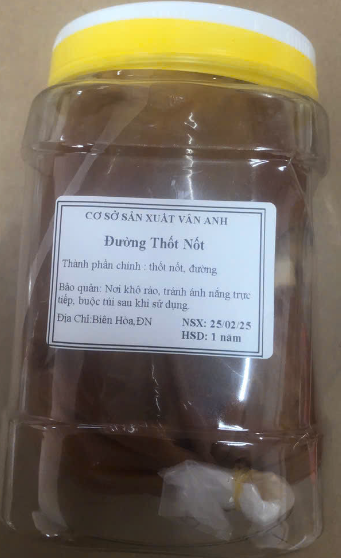 CƠ SỞ SẢN XUẤT VÂN ANH
Đường Thốt Nốt
Thành phần chính : thốt nốt, đường,
Bảo quản: Nơi khô ráo, tránh ánh nắng trực
tiếp, buộc túi sau khi sử dụng.
Địa Chỉ:Biên Hòa,ĐN
NSX: 25/02/25
HSD: 1 năm